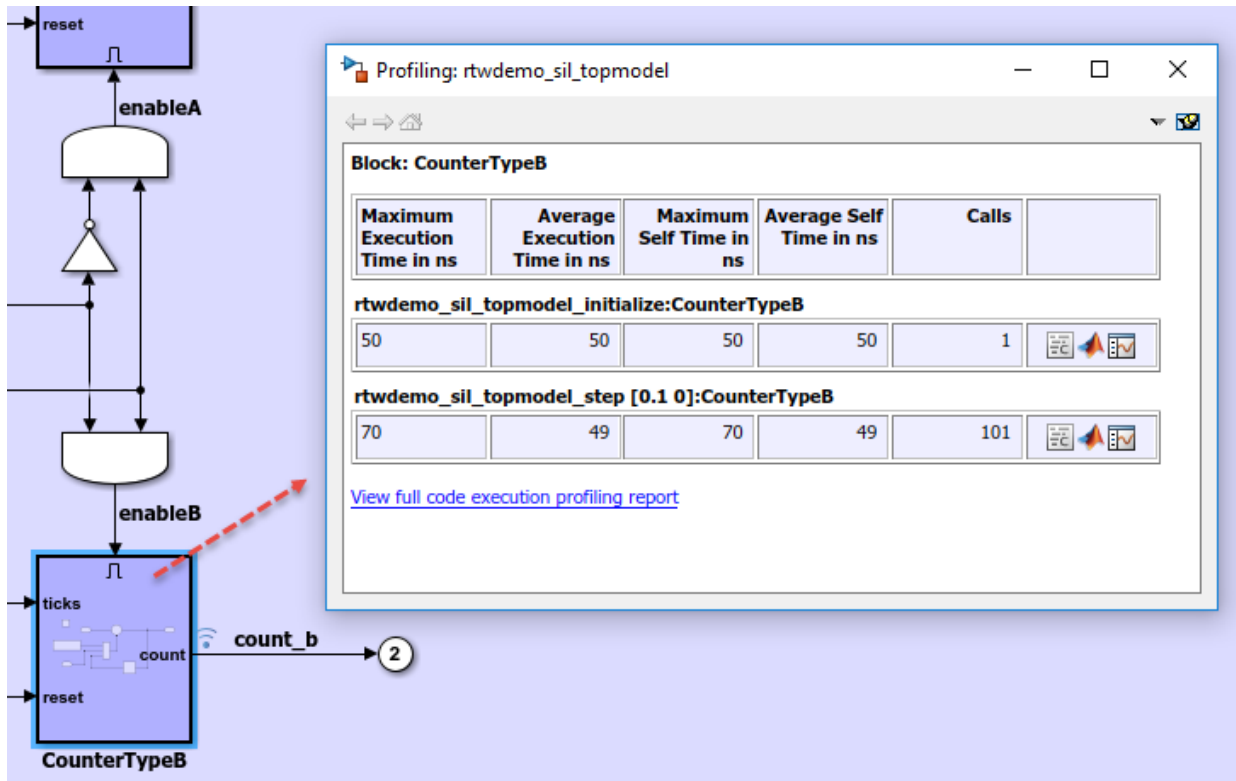 reset
enableA
enableB
ticks
count
reset
CounterTypeB
count_b
2
Profiling: rtwdemo_sil_topmodel
Block: CounterTypeB
Maximum Execution Time in ns
Average Execution Time in ns
Maximum Self Time in ns
Average Self Time in ns
Calls
rtwdemo_sil_topmodel_initialize:CounterTypeB
50 50 50 50 1
rtwdemo_sil_topmodel_step [0.1 0]:CounterTypeB
70 49 70 49 101
View full code execution profiling report